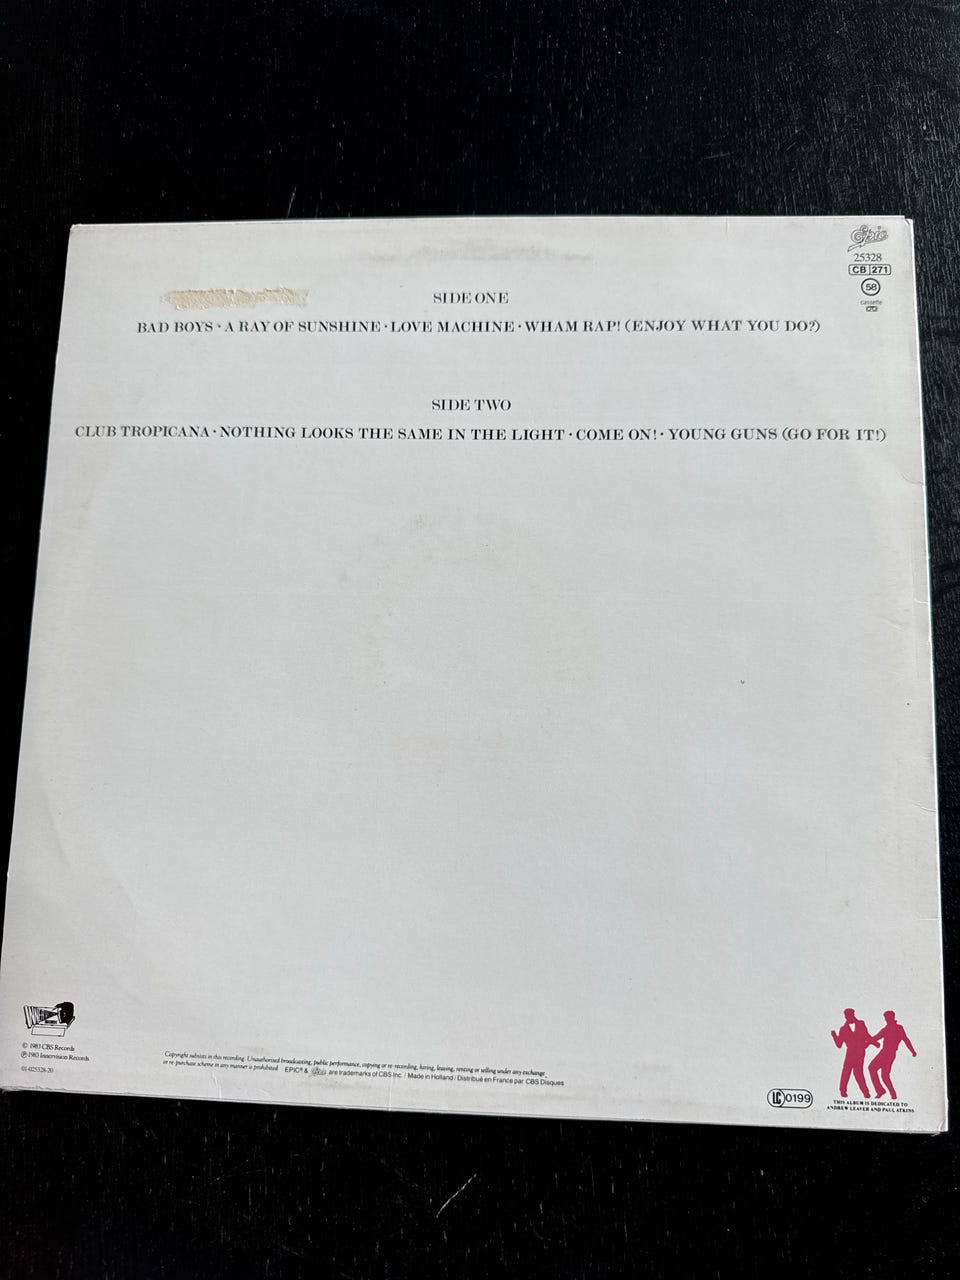 Epic
25328
CB 271
58
cassette
SIDE ONE
BAD BOYS · A RAY OF SUNSHINE · LOVE MACHINE · WHAM RAP! (ENJOY WHAT YOU DO?)
SIDE TWO
CLUB TROPICANA · NOTHING LOOKS THE SAME IN THE LIGHT · COME ON! · YOUNG GUNS (GO FOR IT!)
INNERVISION
© 1983 CBS Records
℗ 1983 Innervision Records
01-025328-20
Copyright subsists in this recording. Unauthorised broadcasting, public performance, copying or re-recording, hiring, leasing, renting or selling under any exchange
or re-purchase scheme in any manner is prohibited EPIC® & Epic are trademarks of CBS Inc. / Made in Holland / Distribué en France par CBS Disques
LC 0199
THIS ALBUM IS DEDICATED TO
ANDREW LEAVER AND PAUL ATKINS